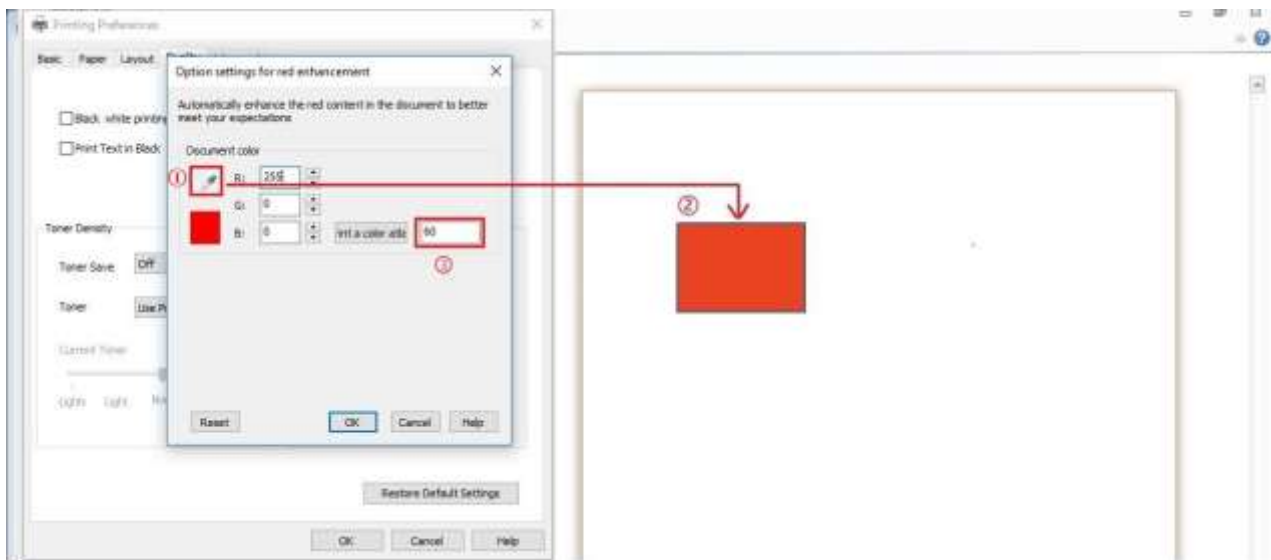 Printing Preferences
Basic Paper Layout
Option settings for red enhancement
Automatically enhance the red content in the document to better
meet your expectations
Black white printing
Print Text in Black
Document color
① R: 255
②
G: 0
B: 0 60
③
Toner Density
Toner Save Off
Toner Use
Current Toner
Light Light
Reset OK Cancel Help
Restore Default Settings
OK Cancel Help